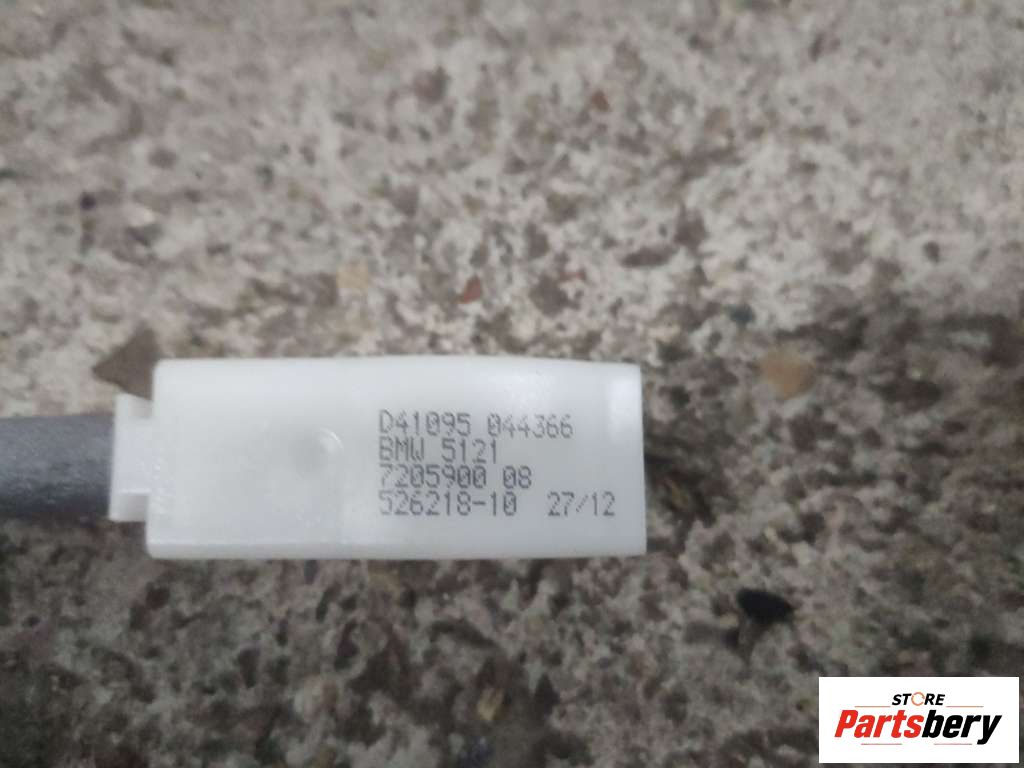 D41095 044366
BMW 5121
7205900 08
526218-10 27/12
STORE
Partsbery